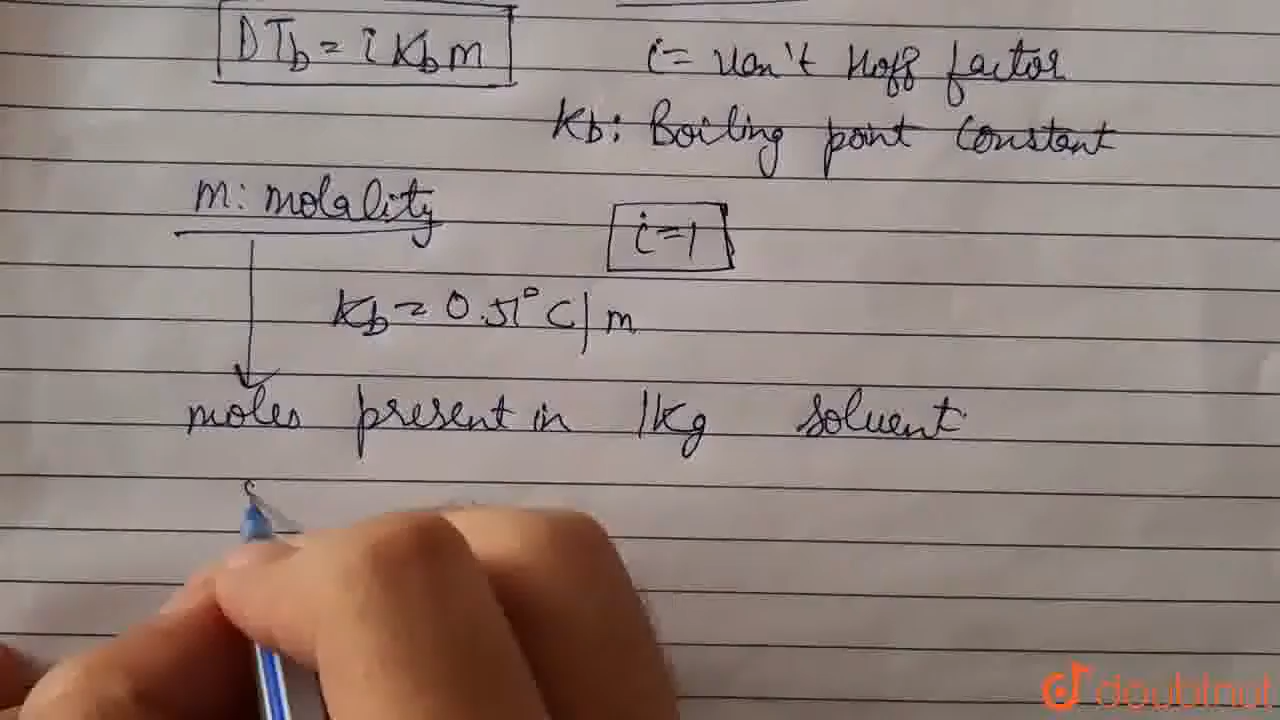 DTb = i Kbm
i = Van't Hoff factor
Kb: Boiling point Constant
m: molality
i=1
Kb = 0.51° C/m
moles present in 1Kg solvent
doubtnut